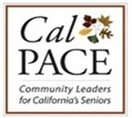 Cal
PACE
Community Leaders
for California's Seniors